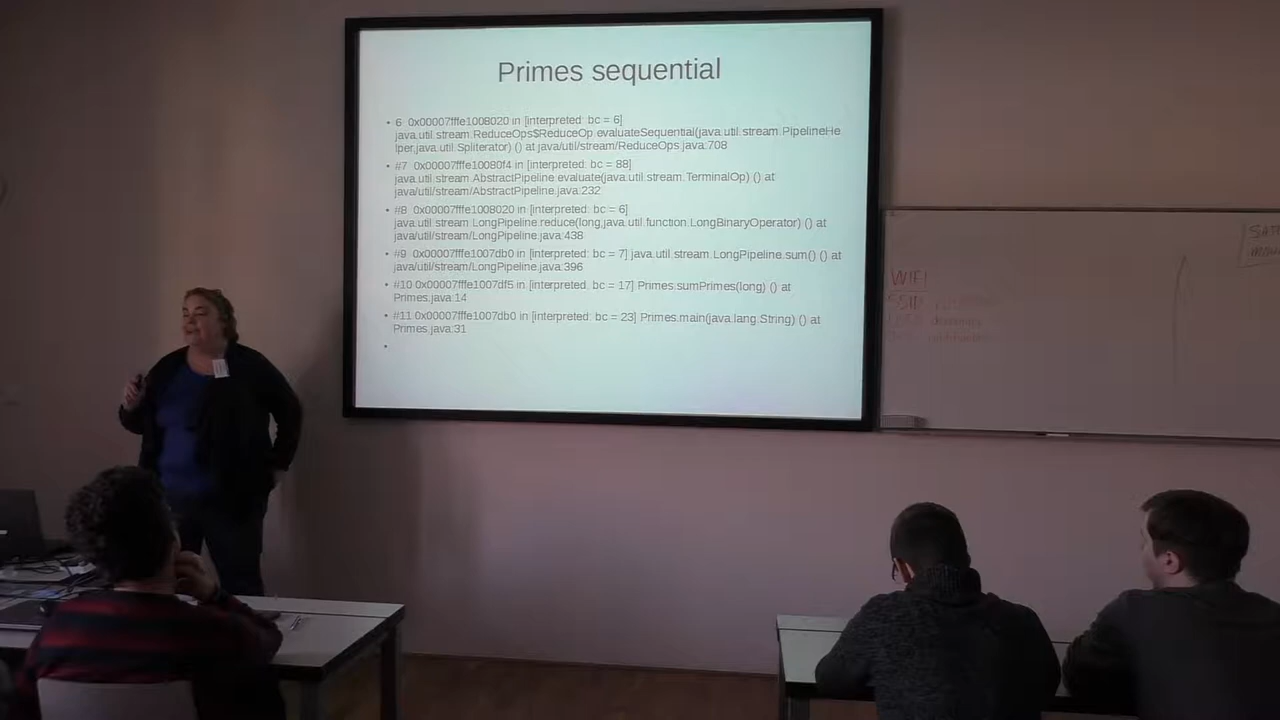 Primes sequential
• 6 0x00007fffe1008020 in [interpreted: bc = 6]
java.util.stream.ReduceOps$ReduceOp.evaluateSequential(java.util.stream.PipelineHe
lper,java.util.Spliterator) () at java/util/stream/ReduceOps.java:708
• #7 0x00007fffe10080f4 in [interpreted: bc = 88]
java.util.stream.AbstractPipeline.evaluate(java.util.stream.TerminalOp) () at
java/util/stream/AbstractPipeline.java:232
• #8 0x00007fffe1008020 in [interpreted: bc = 6]
java.util.stream.LongPipeline.reduce(long,java.util.function.LongBinaryOperator) () at
java/util/stream/LongPipeline.java:438
• #9 0x00007fffe1007db0 in [interpreted: bc = 7] java.util.stream.LongPipeline.sum() () at
java/util/stream/LongPipeline.java:396
• #10 0x00007fffe1007df5 in [interpreted: bc = 17] Primes.sumPrimes(long) () at
Primes.java:14
• #11 0x00007fffe1007db0 in [interpreted: bc = 23] Primes.main(java.lang.String) () at
Primes.java:31
•
WIFI
SSID